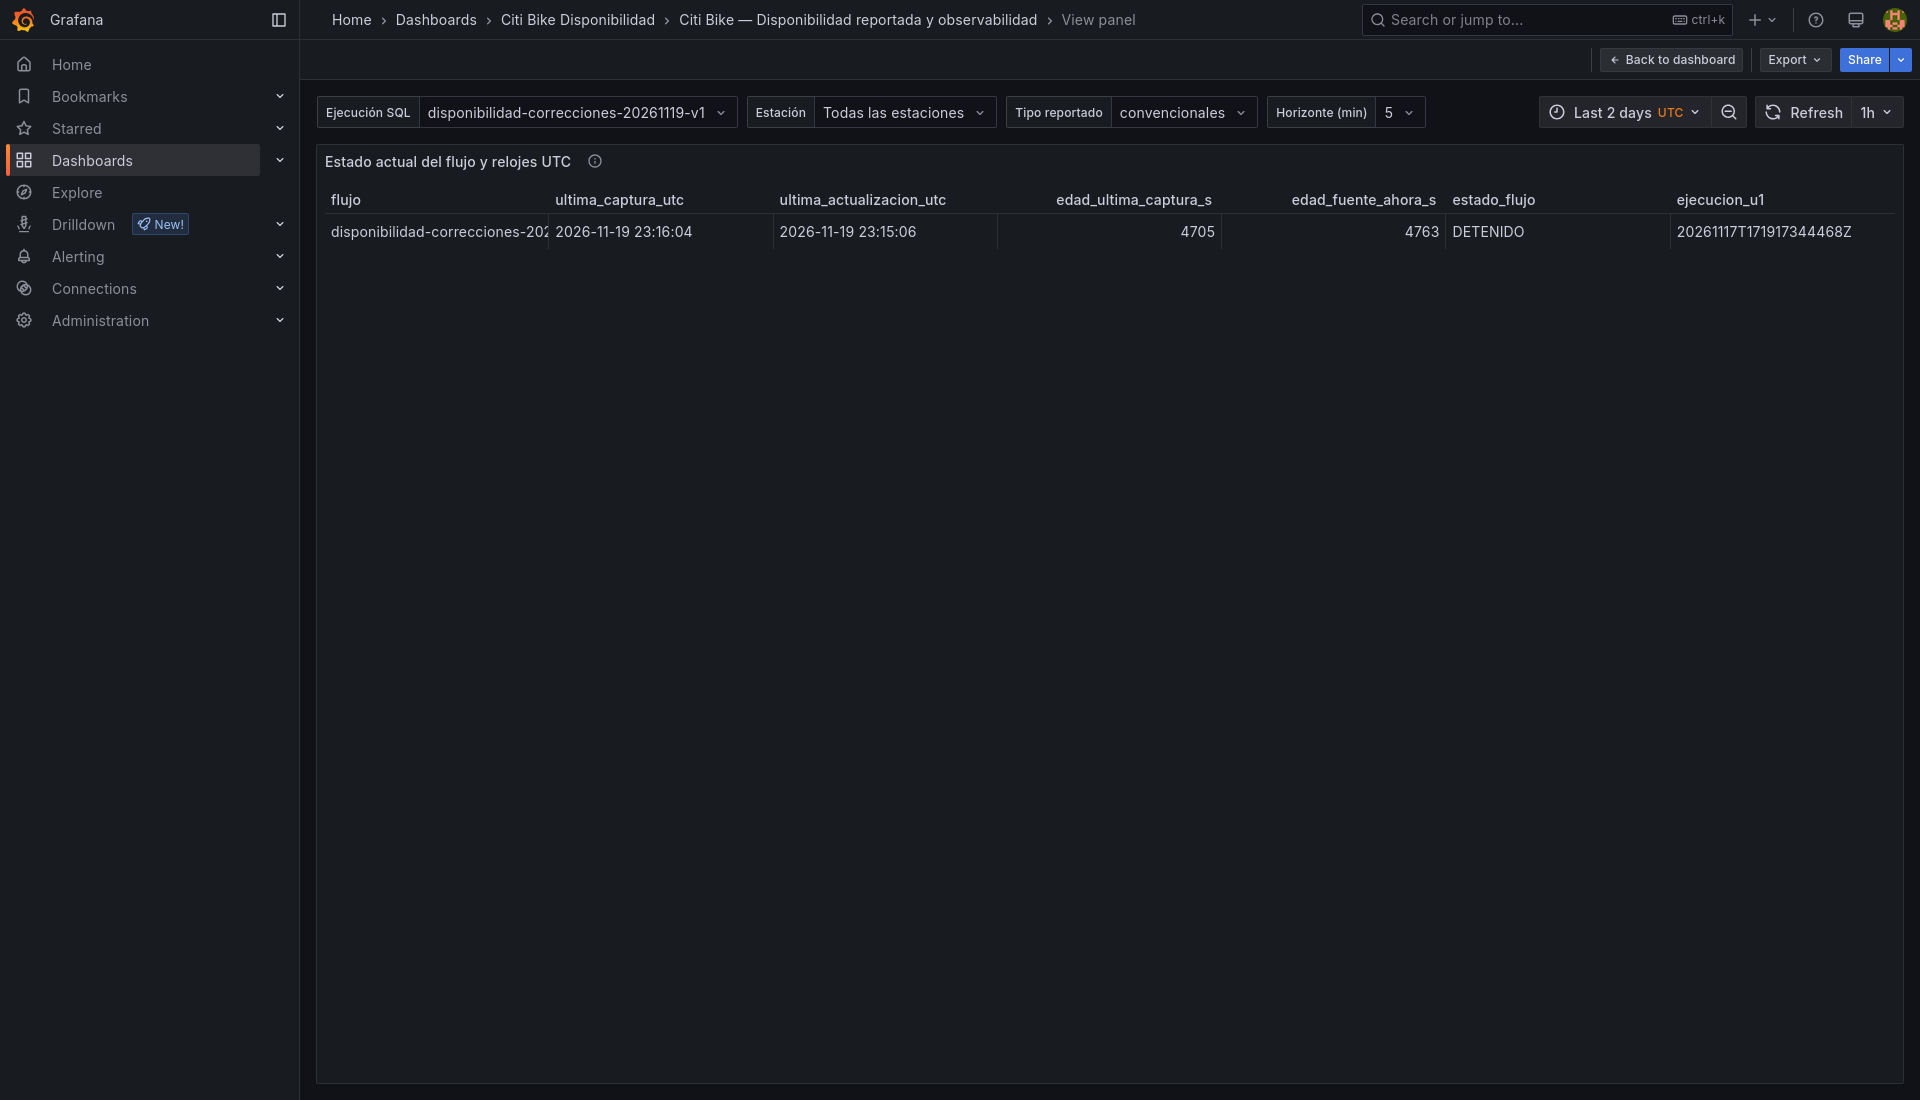 Grafana
Home › Dashboards › Citi Bike Disponibilidad › Citi Bike — Disponibilidad reportada y observabilidad › View panel
Search or jump to... ctrl+k
Back to dashboard Export Share
Home
Bookmarks
Starred
Dashboards
Explore
Drilldown New!
Alerting
Connections
Administration
Ejecución SQL disponibilidad-correcciones-20261119-v1 Estación Todas las estaciones Tipo reportado convencionales Horizonte (min) 5 Last 2 days UTC Refresh 1h
Estado actual del flujo y relojes UTC
flujo ultima_captura_utc ultima_actualizacion_utc edad_ultima_captura_s edad_fuente_ahora_s estado_flujo ejecucion_u1
disponibilidad-correcciones-202 2026-11-19 23:16:04 2026-11-19 23:15:06 4705 4763 DETENIDO 20261117T171917344468Z